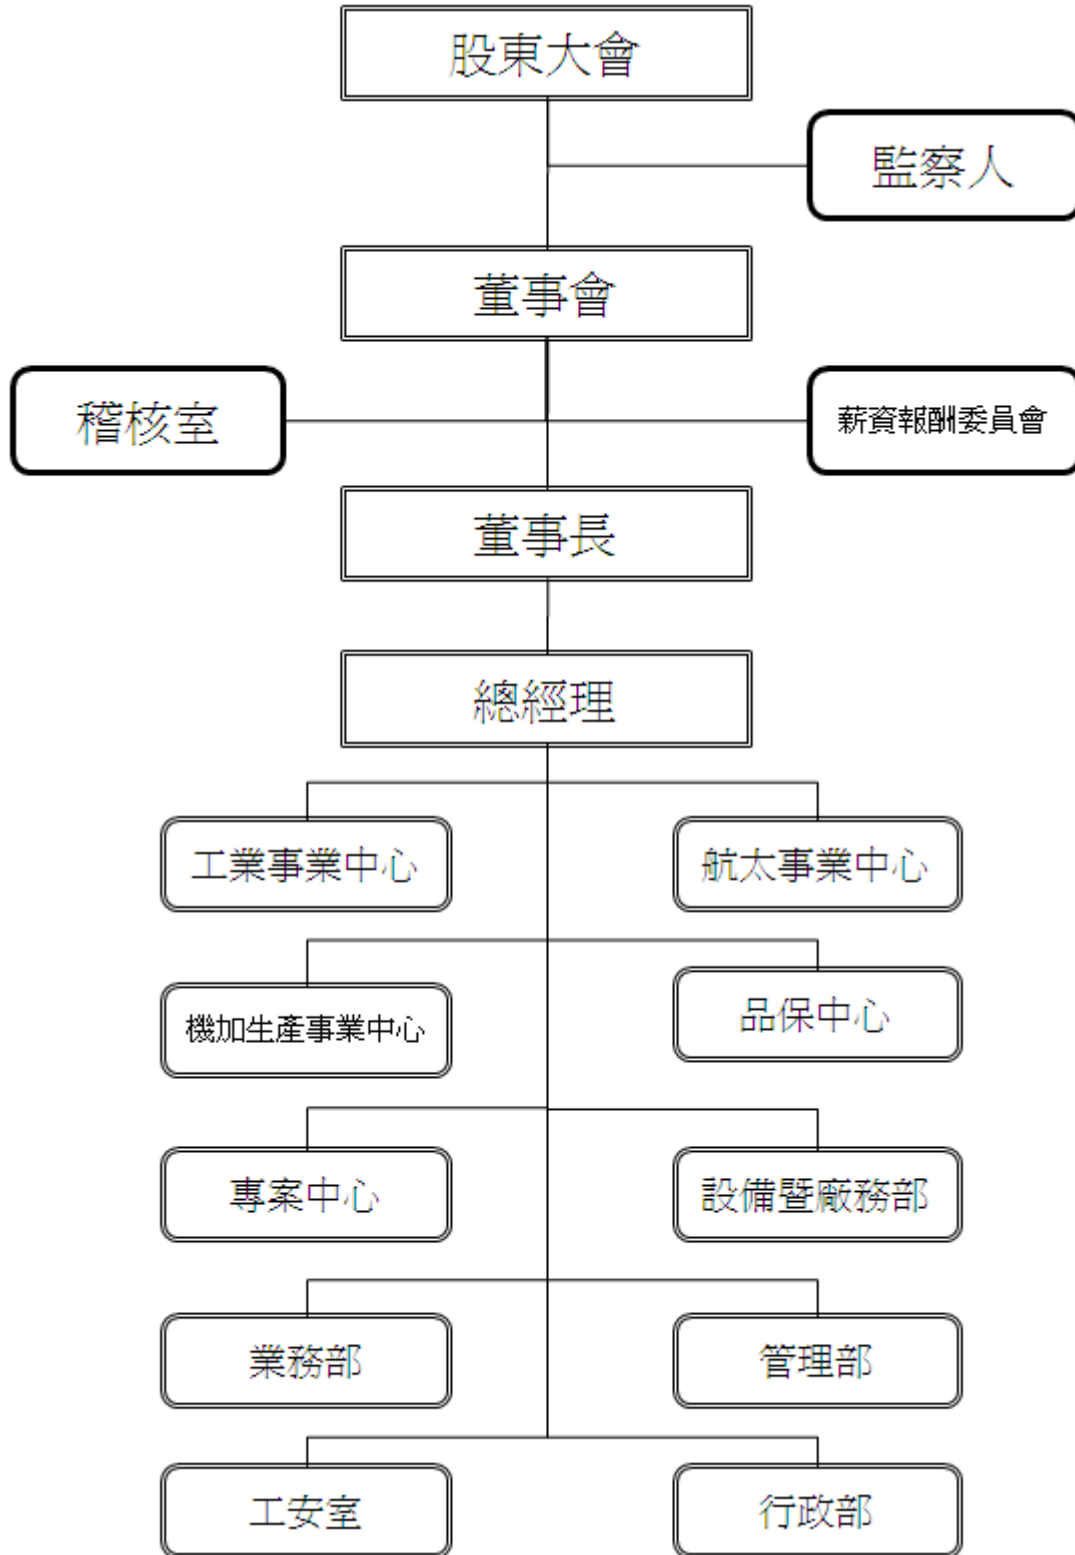 股東大會
監察人
董事會
稽核室
薪資報酬委員會
董事長
總經理
工業事業中心
航太事業中心
機加生產事業中心
品保中心
專案中心
設備暨廠務部
業務部
管理部
工安室
行政部